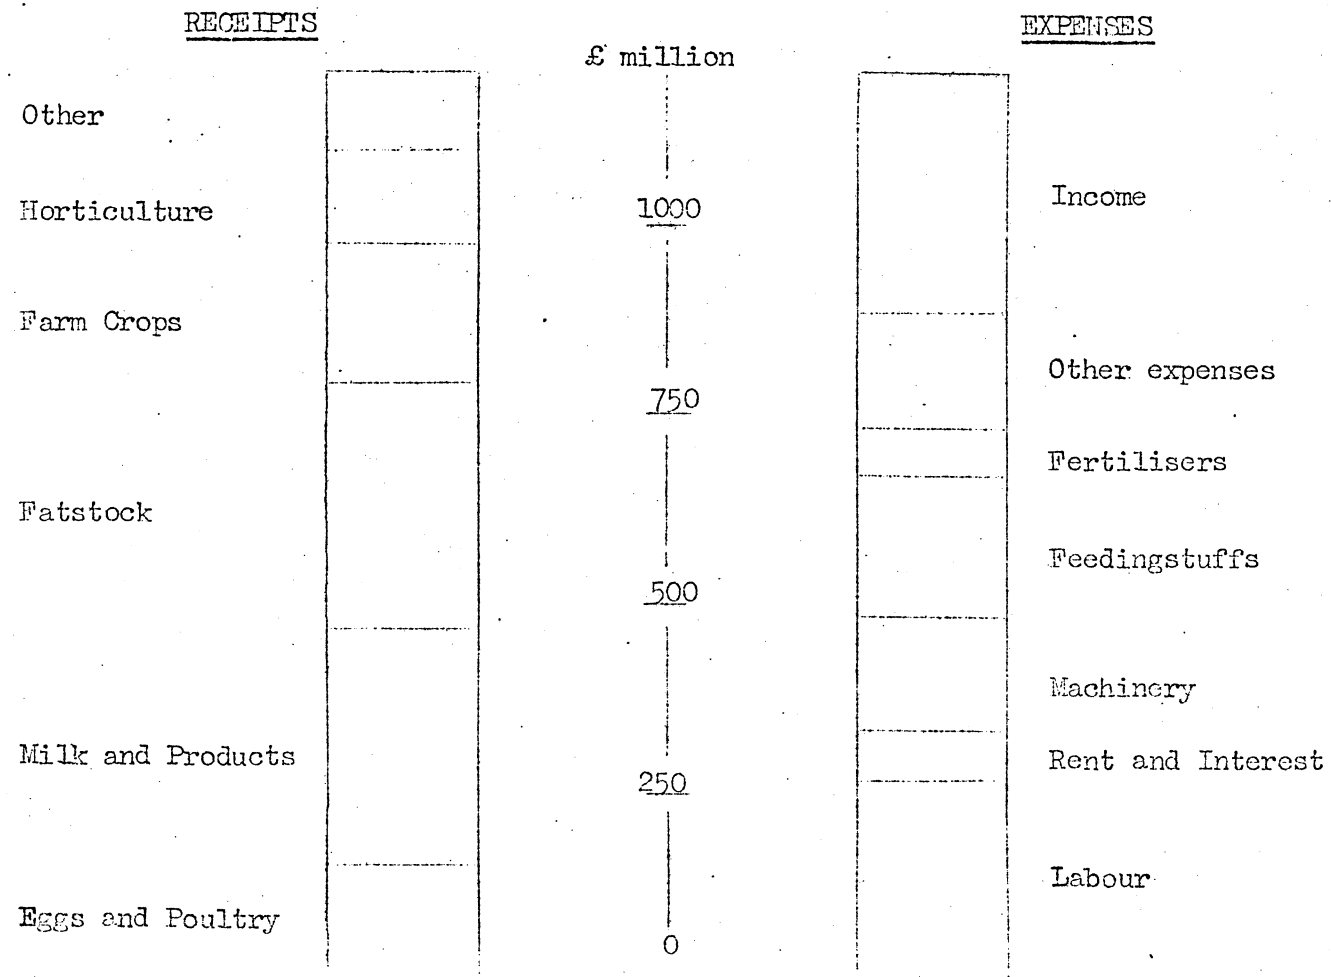 RECEIPTS
EXPENSES
£ million
Other
Horticulture
1000
Income
Farm Crops
Other expenses
750
Fertilisers
Fatstock
Feedingstuffs
500
Machinery
Milk and Products
Rent and Interest
250
Labour
Eggs and Poultry
0